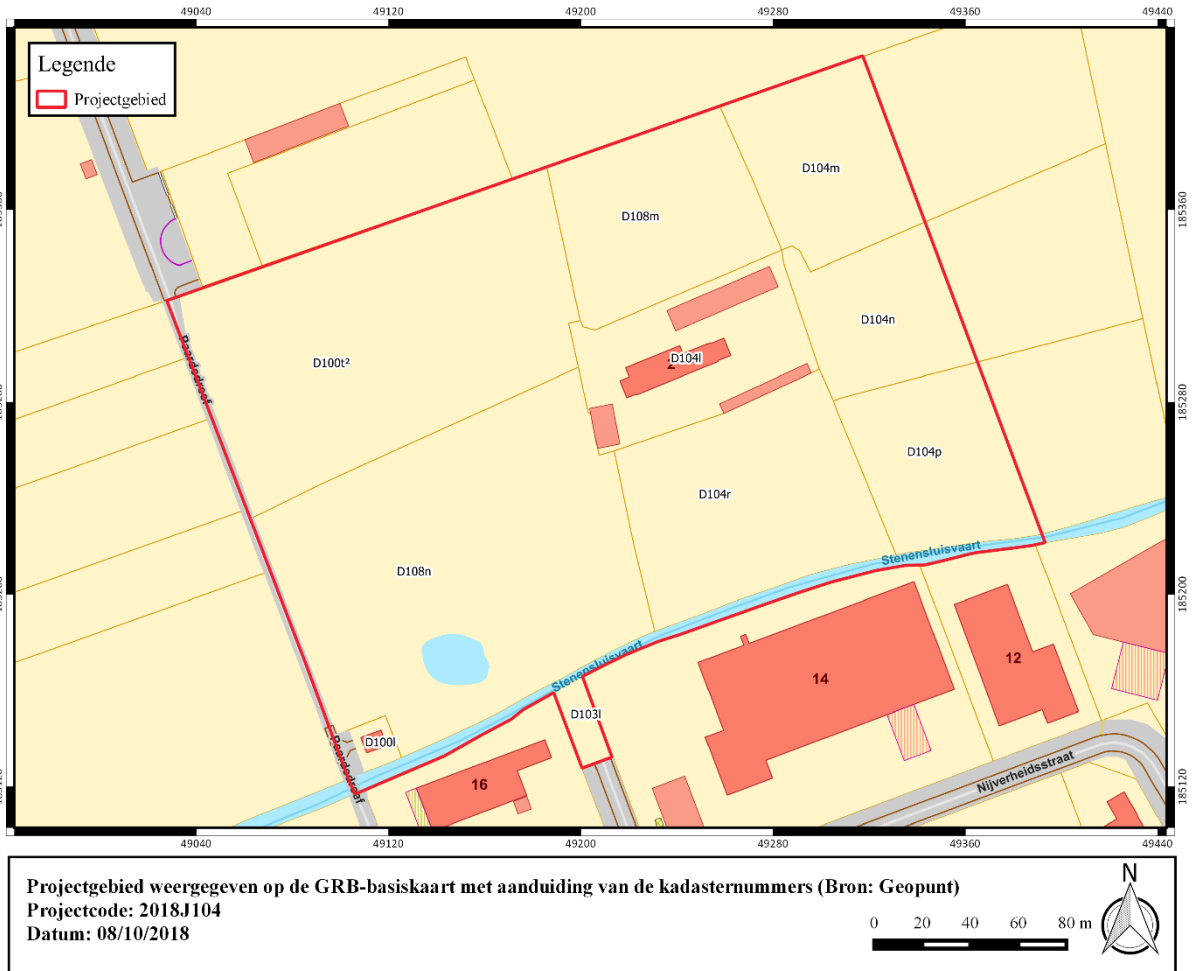 49040 49120 49200 49280 49360 49440
Legende
Projectgebied
D104m
185360
D108m
D104n
D104l
2
D100t²
Paardedreef
185280
D104p
D104r
Stenensluisvaart
D108n
185200
12
14
Stenensluisvaart
D103l
D100l
Paardedreef
16
Nijverheidsstraat
185120
49040 49120 49200 49280 49360 49440
Projectgebied weergegeven op de GRB-basiskaart met aanduiding van de kadasternummers (Bron: Geopunt)
Projectcode: 2018J104
Datum: 08/10/2018
0 20 40 60 80 m
N